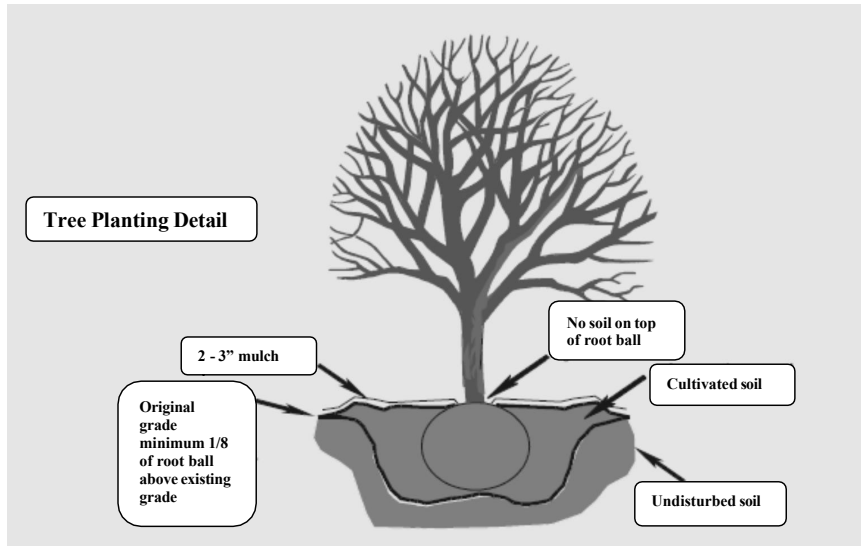 Tree Planting Detail
No soil on top
of root ball
2 - 3” mulch
Cultivated soil
Original
grade
minimum 1/8
of root ball
above existing
grade
Undisturbed soil